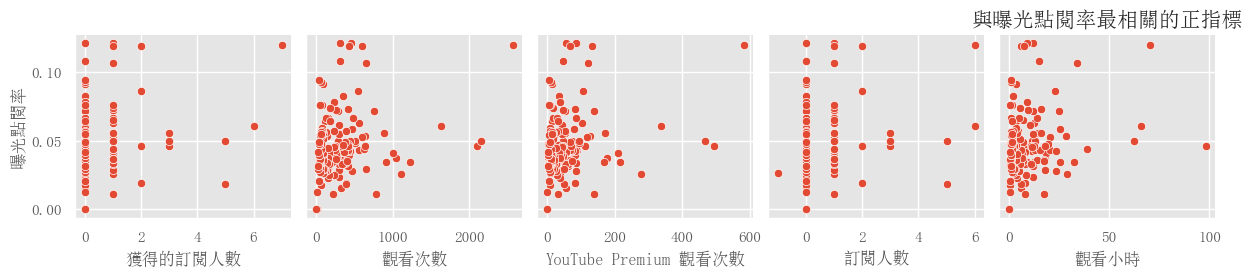 與曝光點閱率最相關的正指標
曝光點閱率
0.10
0.05
0.00
0 2 4 6
0 1000 2000
0 200 400 600
0 2 4 6
0 50 100
獲得的訂閱人數
觀看次數
YouTube Premium 觀看次數
訂閱人數
觀看小時